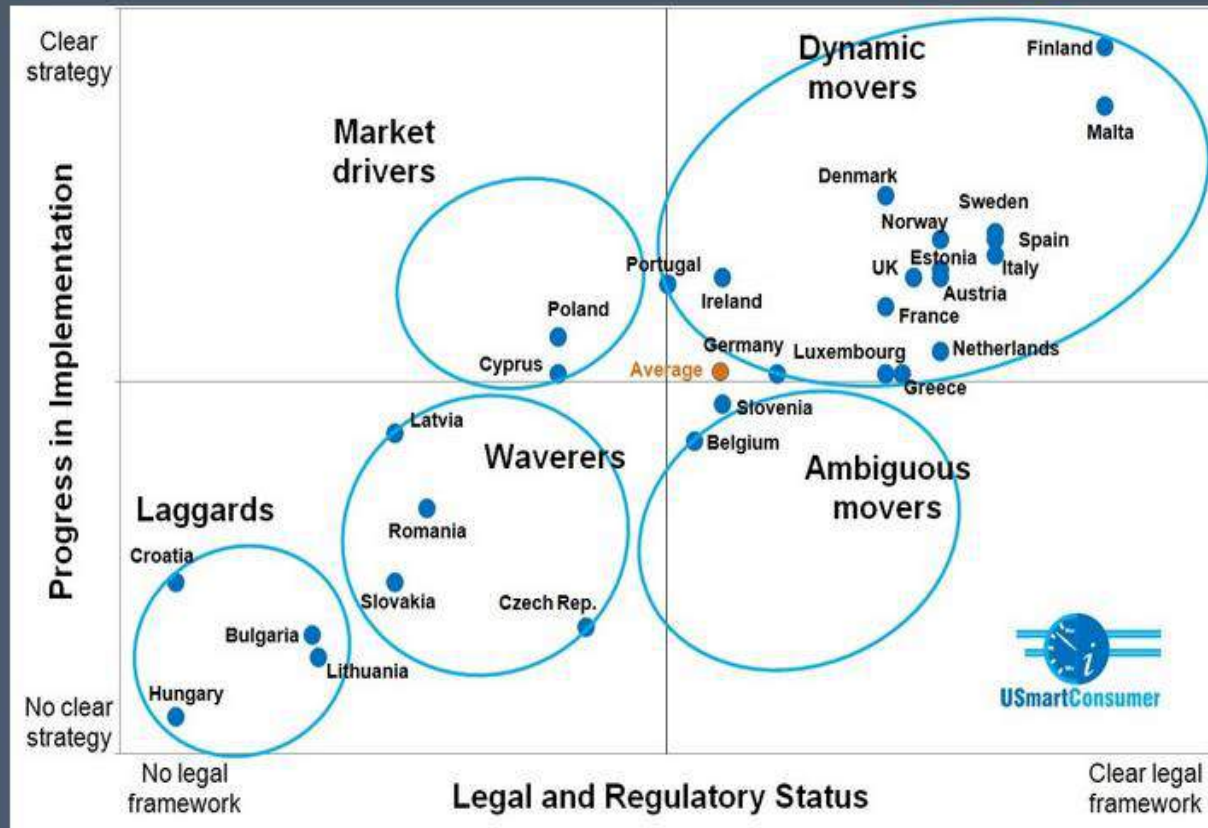 Clear
strategy
Dynamic
movers
Finland
Malta
Market
drivers
Denmark
Sweden
Norway
Spain
Portugal
UK
Estonia
Italy
Ireland
Austria
Poland
France
Germany
Luxembourg
Netherlands
Cyprus
Average
Greece
Slovenia
Latvia
Belgium
Waverers
Ambiguous
movers
Laggards
Romania
Croatia
Slovakia
Czech Rep.
Bulgaria
Lithuania
Hungary
i
USmartConsumer
Progress in Implementation
No clear
strategy
No legal
framework
Legal and Regulatory Status
Clear legal
framework